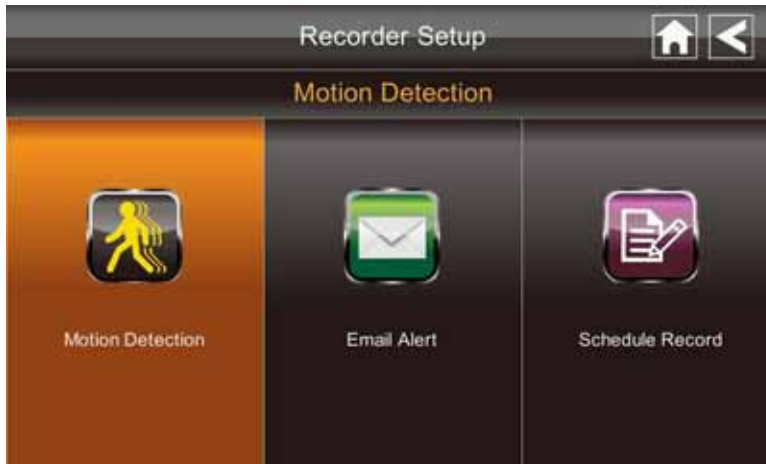 Recorder Setup
Motion Detection
Motion Detection
Email Alert
Schedule Record